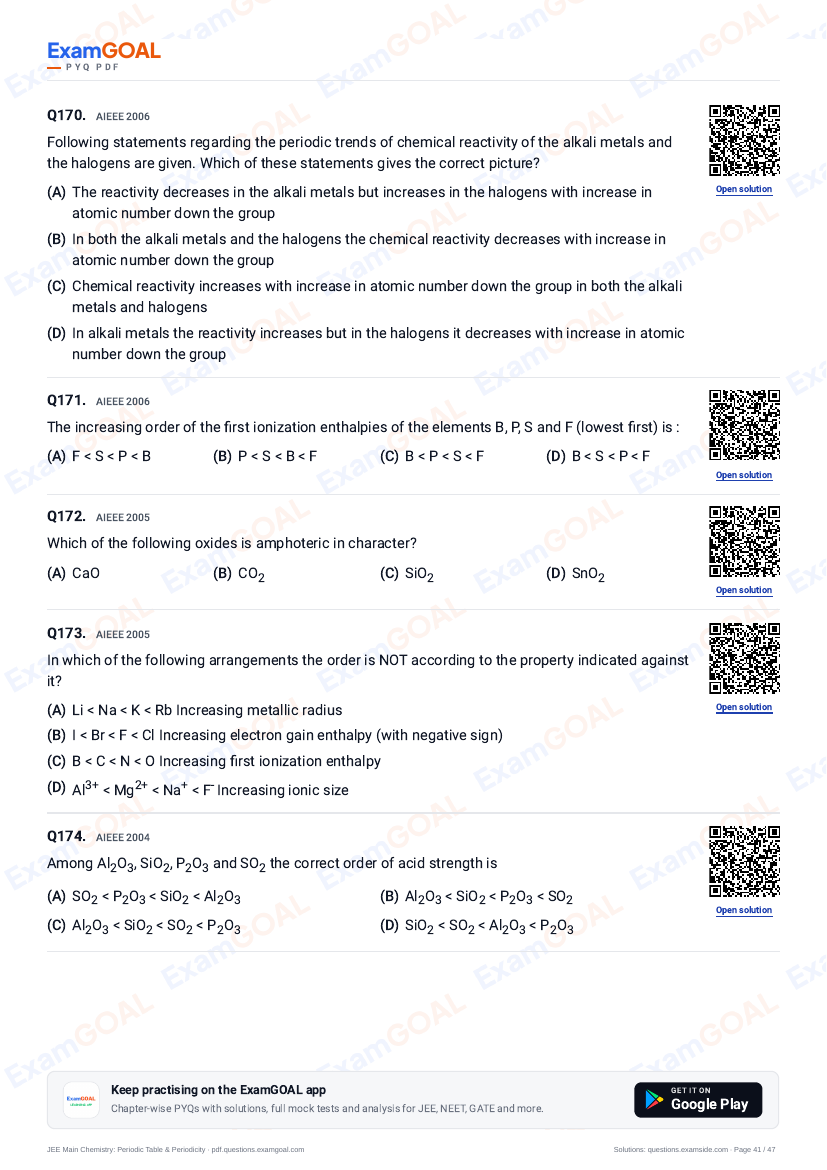 ExamGOAL
PYQ PDF
Q170. AIEEE 2006
Following statements regarding the periodic trends of chemical reactivity of the alkali metals and
the halogens are given. Which of these statements gives the correct picture?
Open solution
(A) The reactivity decreases in the alkali metals but increases in the halogens with increase in
atomic number down the group
(B) In both the alkali metals and the halogens the chemical reactivity decreases with increase in
atomic number down the group
(C) Chemical reactivity increases with increase in atomic number down the group in both the alkali
metals and halogens
(D) In alkali metals the reactivity increases but in the halogens it decreases with increase in atomic
number down the group
Q171. AIEEE 2006
The increasing order of the first ionization enthalpies of the elements B, P, S and F (lowest first) is :
(A) F < S < P < B (B) P < S < B < F (C) B < P < S < F (D) B < S < P < F
Open solution
Q172. AIEEE 2005
Which of the following oxides is amphoteric in character?
(A) CaO (B) CO₂ (C) SiO₂ (D) SnO₂
Open solution
Q173. AIEEE 2005
In which of the following arrangements the order is NOT according to the property indicated against
it?
Open solution
(A) Li < Na < K < Rb Increasing metallic radius
(B) I < Br < F < Cl Increasing electron gain enthalpy (with negative sign)
(C) B < C < N < O Increasing first ionization enthalpy
(D) Al³⁺ < Mg²⁺ < Na⁺ < F⁻ Increasing ionic size
Q174. AIEEE 2004
Among Al₂O₃, SiO₂, P₂O₃ and SO₂ the correct order of acid strength is
(A) SO₂ < P₂O₃ < SiO₂ < Al₂O₃ (B) Al₂O₃ < SiO₂ < P₂O₃ < SO₂
Open solution
(C) Al₂O₃ < SiO₂ < SO₂ < P₂O₃ (D) SiO₂ < SO₂ < Al₂O₃ < P₂O₃
ExamGOAL
Keep practising on the ExamGOAL app
Chapter-wise PYQs with solutions, full mock tests and analysis for JEE, NEET, GATE and more.
GET IT ON
Google Play
JEE Main Chemistry: Periodic Table & Periodicity · pdf.questions.examgoal.com
Solutions: questions.examside.com · Page 41 / 47